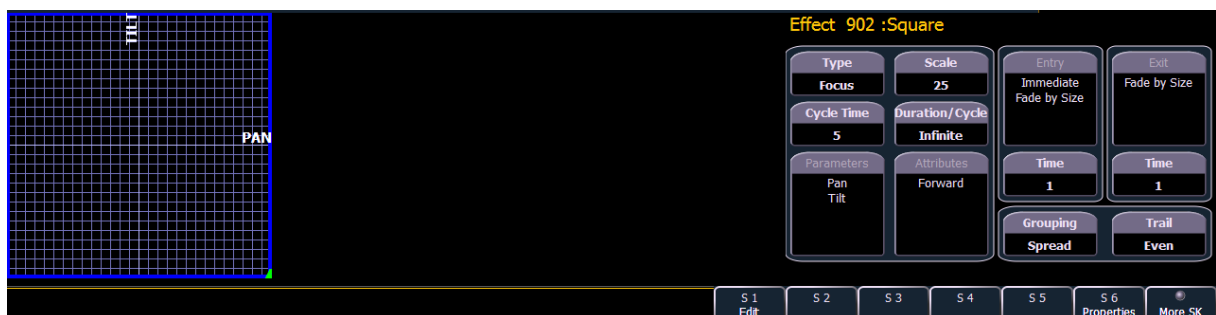 TILT
PAN
Effect 902 :Square
Type
Focus
Scale
25
Cycle Time
5
Duration/Cycle
Infinite
Parameters
Pan
Tilt
Attributes
Forward
Entry
Immediate
Fade by Size
Time
1
Exit
Fade by Size
Time
1
Grouping
Spread
Trail
Even
S 1
Edit
S 2
S 3
S 4
S 5
S 6
Properties
More SK